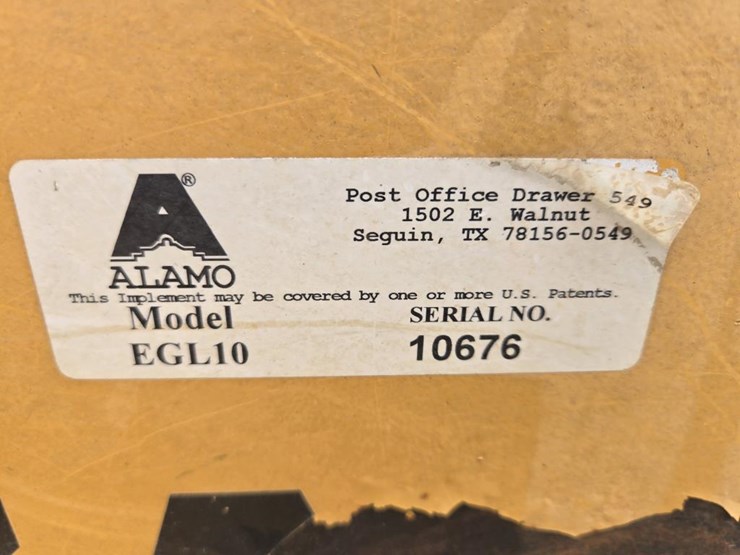 A®
ALAMO
Post Office Drawer 549
1502 E. Walnut
Seguin, TX 78156-0549
This Implement may be covered by one or more U.S. Patents.
Model
SERIAL NO.
EGL10
10676